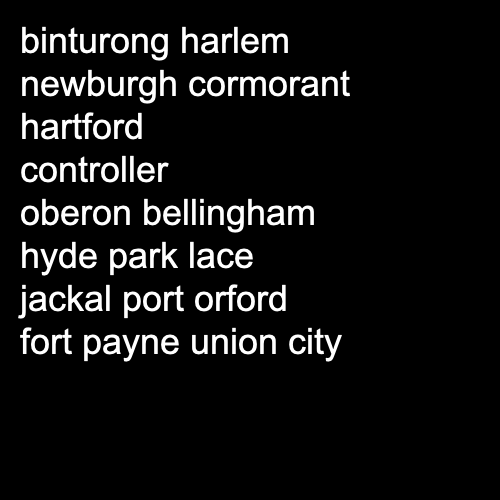 binturong harlem
newburgh cormorant
hartford
controller
oberon bellingham
hyde park lace
jackal port orford
fort payne union city